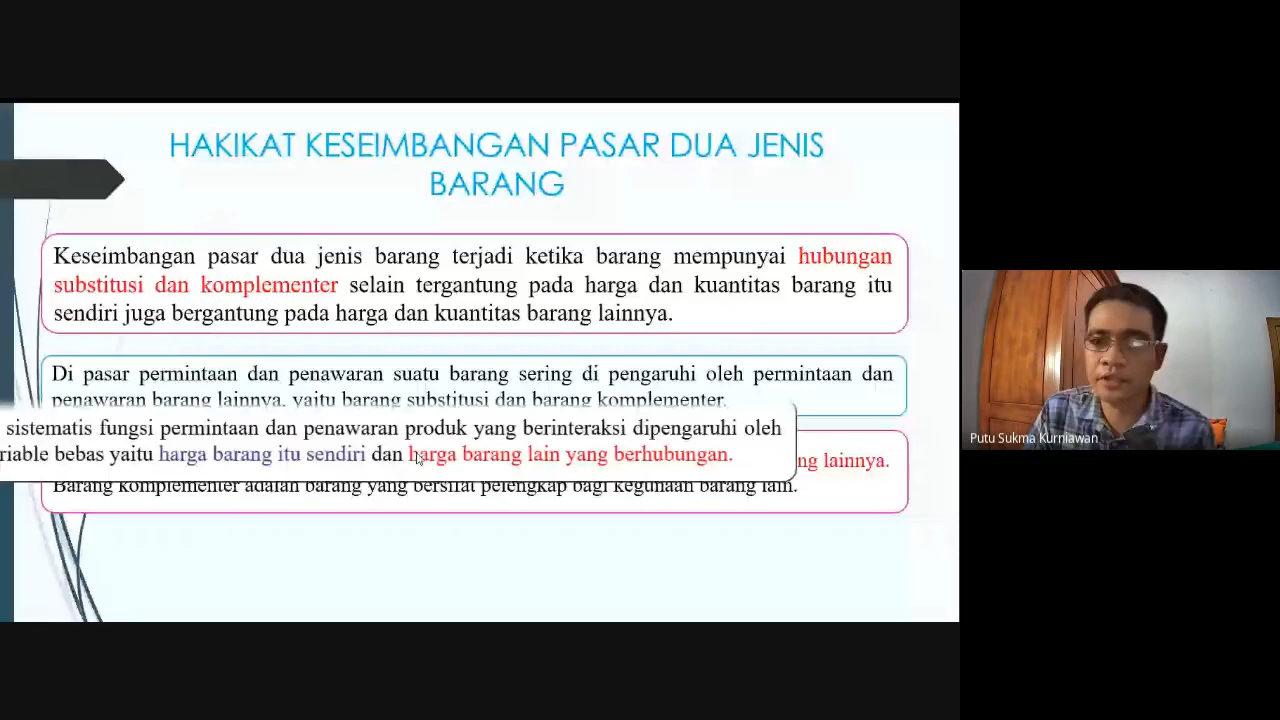 HAKIKAT KESEIMBANGAN PASAR DUA JENIS
BARANG
Keseimbangan pasar dua jenis barang terjadi ketika barang mempunyai hubungan
substitusi dan komplementer selain tergantung pada harga dan kuantitas barang itu
sendiri juga bergantung pada harga dan kuantitas barang lainnya.
Di pasar permintaan dan penawaran suatu barang sering di pengaruhi oleh permintaan dan
penawaran barang lainnya, yaitu barang substitusi dan barang komplementer.
sistematis fungsi permintaan dan penawaran produk yang berinteraksi dipengaruhi oleh
riable bebas yaitu harga barang itu sendiri dan harga barang lain yang berhubungan.
ng lainnya.
Barang komplementer adalah barang yang bersifat pelengkap bagi kegunaan barang lain.
Putu Sukma Kurniawan